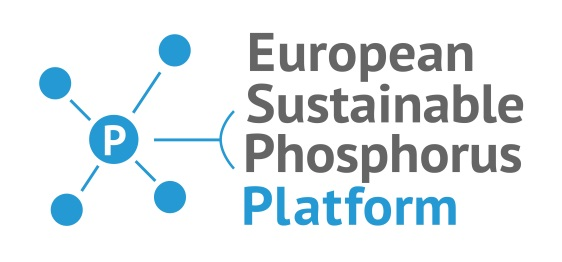 P
European
Sustainable
Phosphorus
Platform